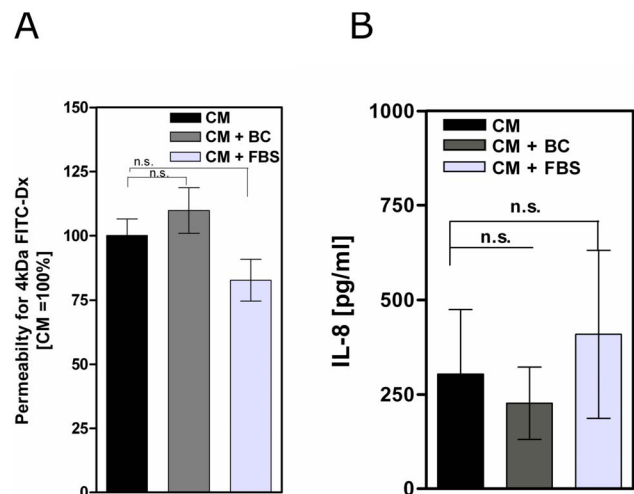 A
B
Permeabilty for 4kDa FITC-Dx
[CM =100%]
150
125
100
75
50
25
0
CM
CM + BC
CM + FBS
n.s.
n.s.
IL-8 [pg/ml]
1000
750
500
250
0
CM
CM + BC
CM + FBS
n.s.
n.s.